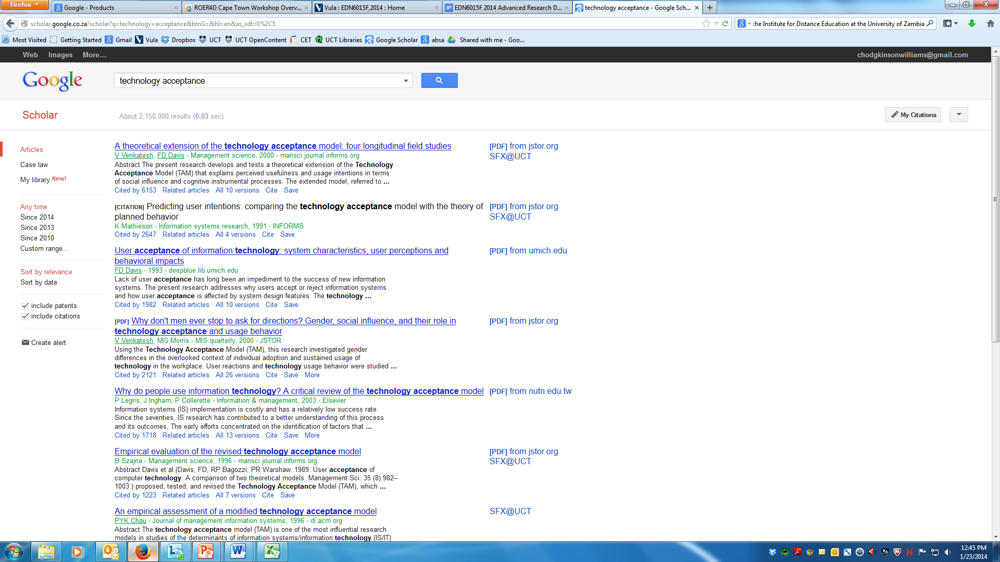 Firefox
Google - Products
ROER4D Cape Town Workshop Overv...
Vula : EDN6015F,2014 : Home
EDN6015F 2014 Advanced Research D...
technology acceptance - Google Sch...
scholar.google.co.za/scholar?q=technology+acceptance&btnG=&hl=en&as_sdt=0%2C5
:he Institute for Distance Education at the University of Zambia
Most Visited
Getting Started
Gmail
Vula
Dropbox
UCT
UCT OpenContent
CET
UCT Libraries
Google Scholar
absa
Shared with me - Goo...
Web Images More...
chodgkinsonwilliams@gmail.com
Google
technology acceptance
Scholar
About 2,150,000 results (0.03 sec)
My Citations
Articles
Case law
My library New!
Any time
Since 2014
Since 2013
Since 2010
Custom range...
Sort by relevance
Sort by date
include patents
include citations
Create alert
A theoretical extension of the technology acceptance model: four longitudinal field studies
V Venkatesh, FD Davis - Management science, 2000 - mansci.journal.informs.org
Abstract The present research develops and tests a theoretical extension of the Technology
Acceptance Model (TAM) that explains perceived usefulness and usage intentions in terms
of social influence and cognitive instrumental processes. The extended model, referred to ...
Cited by 6153 Related articles All 10 versions Cite Save
[PDF] from jstor.org
SFX@UCT
[CITATION] Predicting user intentions: comparing the technology acceptance model with the theory of
planned behavior
K Mathieson - Information systems research, 1991 - INFORMS
Cited by 2647 Related articles All 4 versions Cite Save
[PDF] from jstor.org
SFX@UCT
User acceptance of information technology: system characteristics, user perceptions and
behavioral impacts
FD Davis - 1993 - deepblue.lib.umich.edu
Lack of user acceptance has long been an impediment to the success of new information
systems. The present research addresses why users accept or reject information systems
and how user acceptance is affected by system design features. The technology ...
Cited by 1982 Related articles All 10 versions Cite Save
[PDF] from umich.edu
[PDF] Why don't men ever stop to ask for directions? Gender, social influence, and their role in
technology acceptance and usage behavior
V Venkatesh, MG Morris - MIS quarterly, 2000 - JSTOR
Using the Technology Acceptance Model (TAM), this research investigated gender
differences in the overlooked context of individual adoption and sustained usage of
technology in the workplace. User reactions and technology usage behavior were studied ...
Cited by 2121 Related articles All 26 versions Cite Save More
[PDF] from jstor.org
Why do people use information technology? A critical review of the technology acceptance model
P Legris, J Ingham, P Collerette - Information & management, 2003 - Elsevier
Information systems (IS) implementation is costly and has a relatively low success rate.
Since the seventies, IS research has contributed to a better understanding of this process
and its outcomes. The early efforts concentrated on the identification of factors that ...
Cited by 1718 Related articles All 13 versions Cite Save More
[PDF] from nutn.edu.tw
Empirical evaluation of the revised technology acceptance model
B Szajna - Management science, 1996 - mansci.journal.informs.org
Abstract Davis et al.(Davis, FD, RP Bagozzi, PR Warshaw. 1989. User acceptance of
computer technology: A comparison of two theoretical models. Management Sci. 35 (8) 982–
1003.) proposed, tested, and revised the Technology Acceptance Model (TAM), which ...
Cited by 1223 Related articles All 7 versions Cite Save
[PDF] from jstor.org
SFX@UCT
An empirical assessment of a modified technology acceptance model
PYK Chau - Journal of management information systems, 1996 - dl.acm.org
Abstract The technology acceptance model (TAM) is one of the most influential research
models in studies of the determinants of information systems/information technology (IS/IT)
SFX@UCT
12:45 PM
1/23/2014